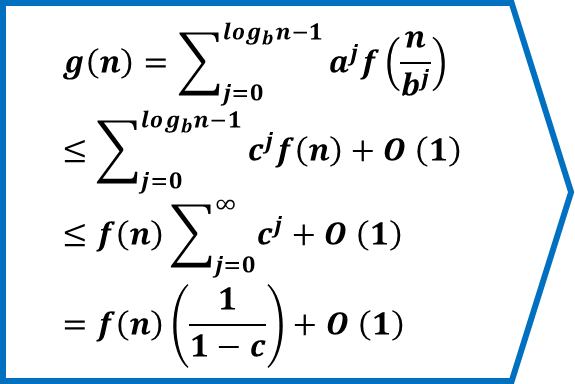 g(n) = ∑_{j=0}^{log_b n−1} a^j f(n/b^j)
≤ ∑_{j=0}^{log_b n−1} c^j f(n) + O (1)
≤ f(n) ∑_{j=0}^{∞} c^j + O (1)
= f(n) (1/(1 − c)) + O (1)